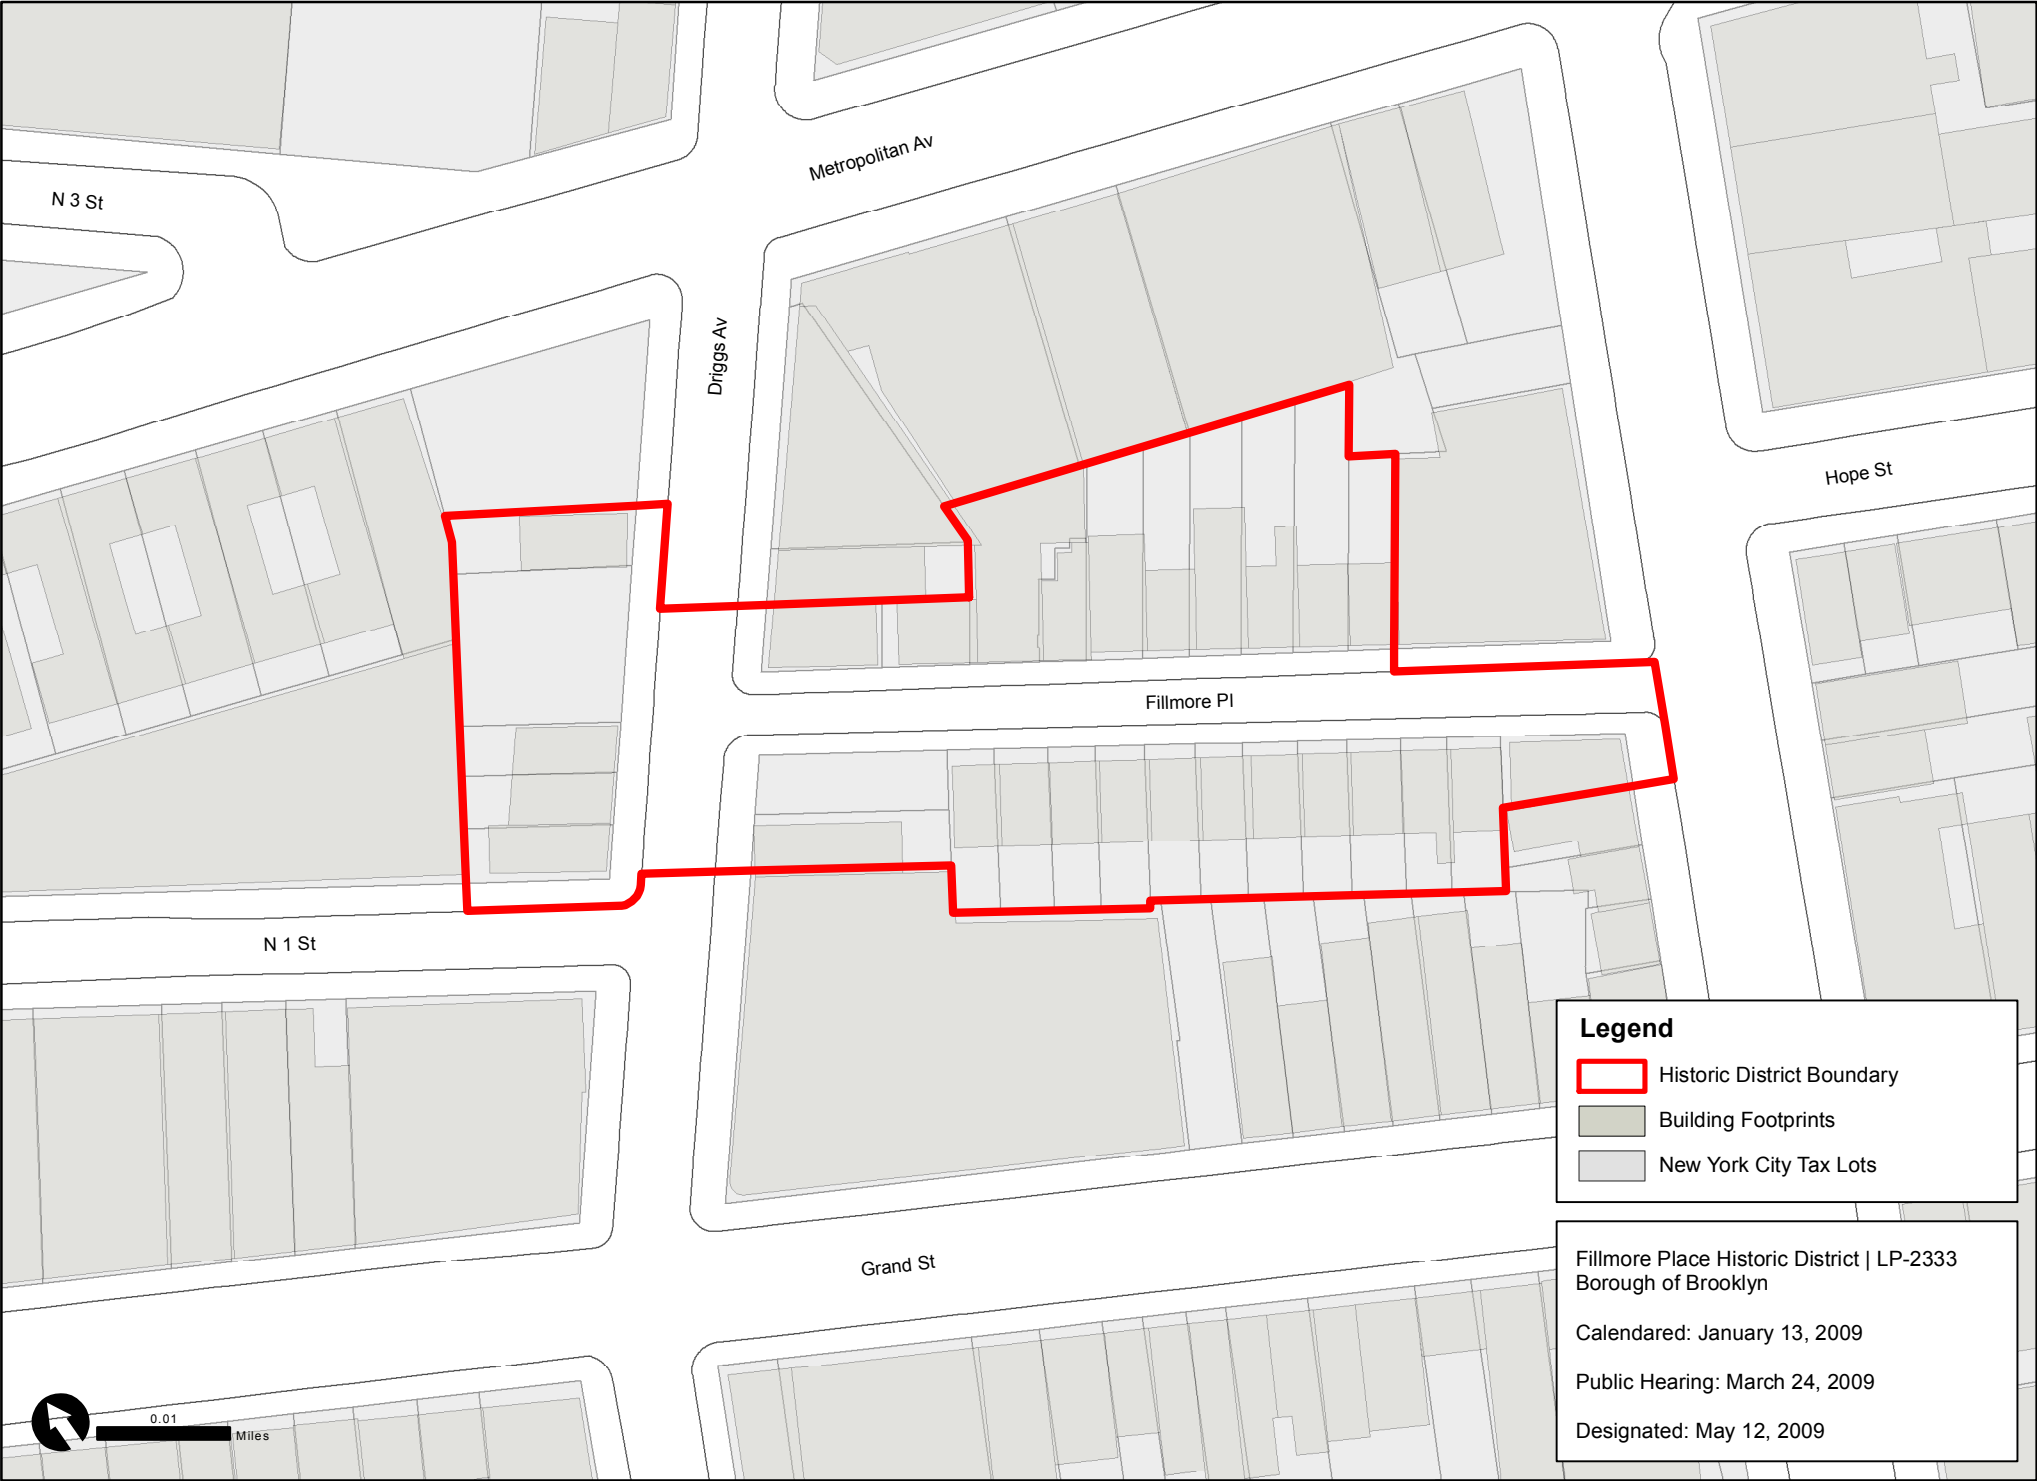 Metropolitan Av
N 3 St
Driggs Av
Hope St
Fillmore Pl
N 1 St
Grand St
Legend
Historic District Boundary
Building Footprints
New York City Tax Lots
Fillmore Place Historic District | LP-2333
Borough of Brooklyn
Calendared: January 13, 2009
Public Hearing: March 24, 2009
Designated: May 12, 2009
0.01
Miles